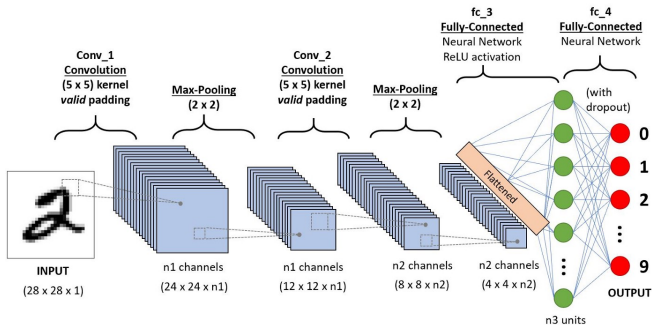 fc_3
Fully-Connected
Neural Network
ReLU activation
fc_4
Fully-Connected
Neural Network
Conv_1
Convolution
(5 x 5) kernel
valid padding
Max-Pooling
(2 x 2)
Conv_2
Convolution
(5 x 5) kernel
valid padding
Max-Pooling
(2 x 2)
(with
dropout)
Flattened
0
1
2
9
2
INPUT
(28 x 28 x 1)
n1 channels
(24 x 24 x n1)
n1 channels
(12 x 12 x n1)
n2 channels
(8 x 8 x n2)
n2 channels
(4 x 4 x n2)
OUTPUT
n3 units